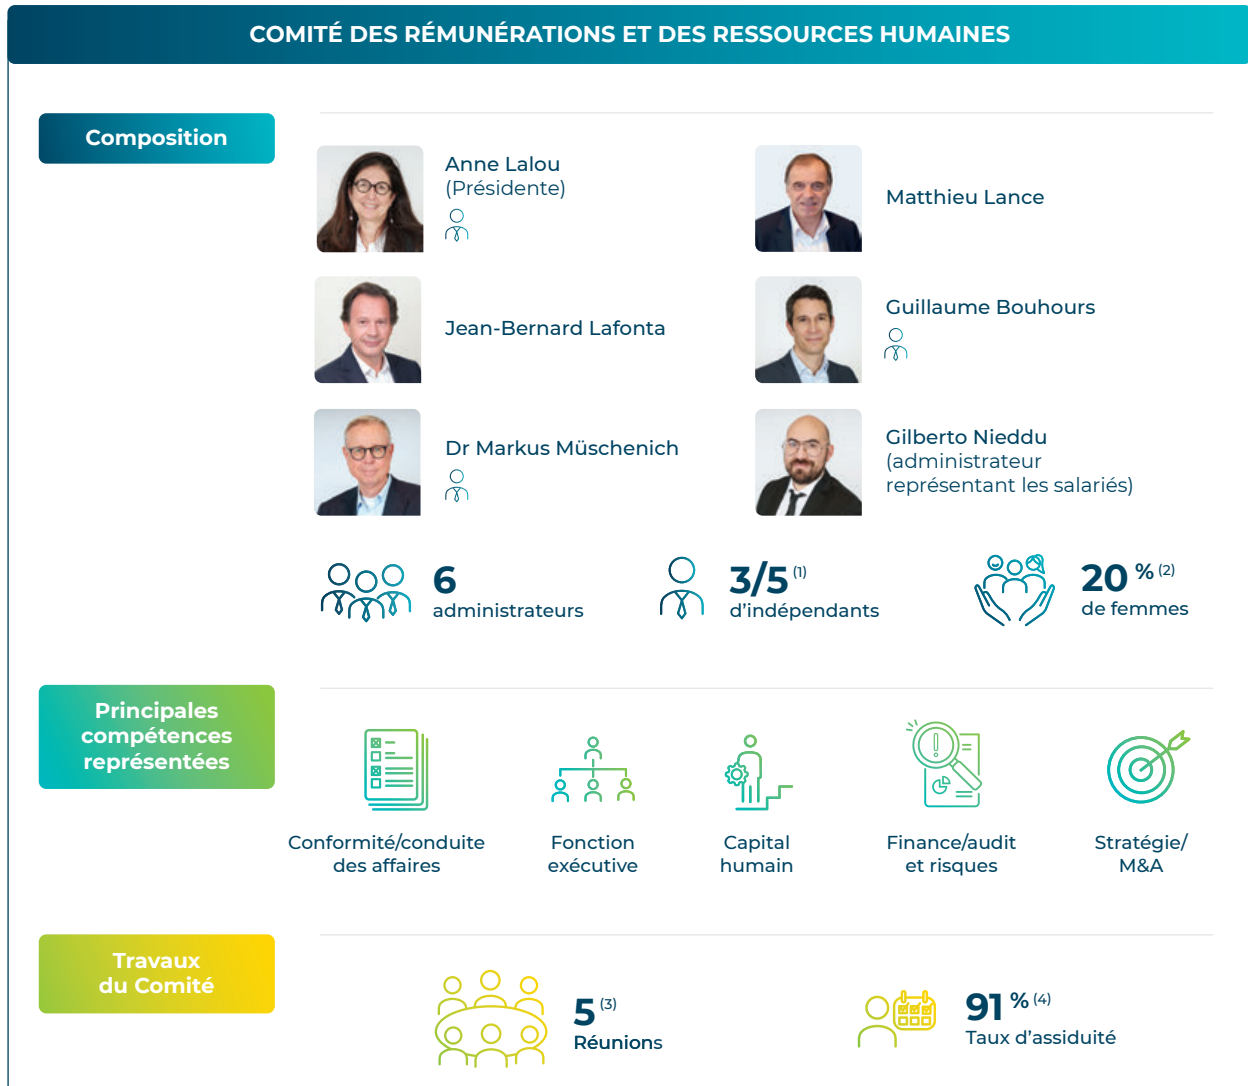 COMITÉ DES RÉMUNÉRATIONS ET DES RESSOURCES HUMAINES
Composition
Anne Lalou
(Présidente)
Matthieu Lance
Jean-Bernard Lafonta
Guillaume Bouhours
Dr Markus Müschenich
Gilberto Nieddu
(administrateur
représentant les salariés)
6
administrateurs
3/5 (1)
d'indépendants
20 % (2)
de femmes
Principales
compétences
représentées
Conformité/conduite
des affaires
Fonction
exécutive
Capital
humain
Finance/audit
et risques
Stratégie/
M&A
Travaux
du Comité
5 (3)
Réunions
91 % (4)
Taux d'assiduité